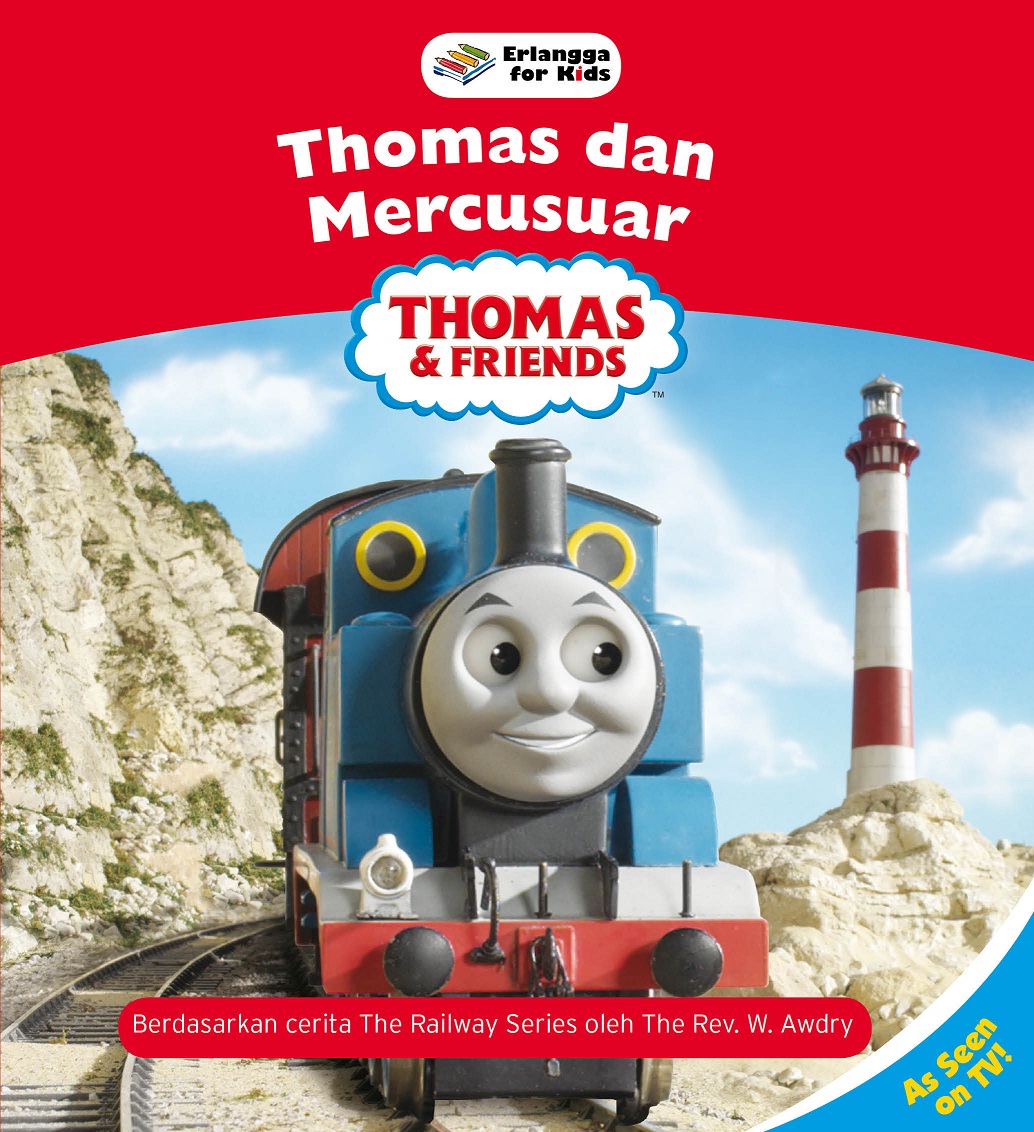 Erlangga
for Kids
Thomas dan
Mercusuar
THOMAS
& FRIENDS
TM
Berdasarkan cerita The Railway Series oleh The Rev. W. Awdry
As Seen
on TV!